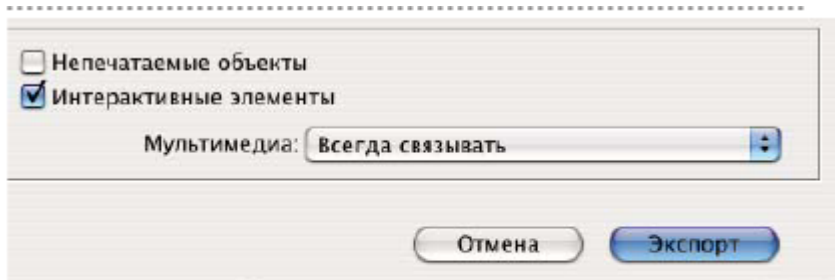 Непечатаемые объекты
Интерактивные элементы
Мультимедиа: Всегда связывать
Отмена Экспорт